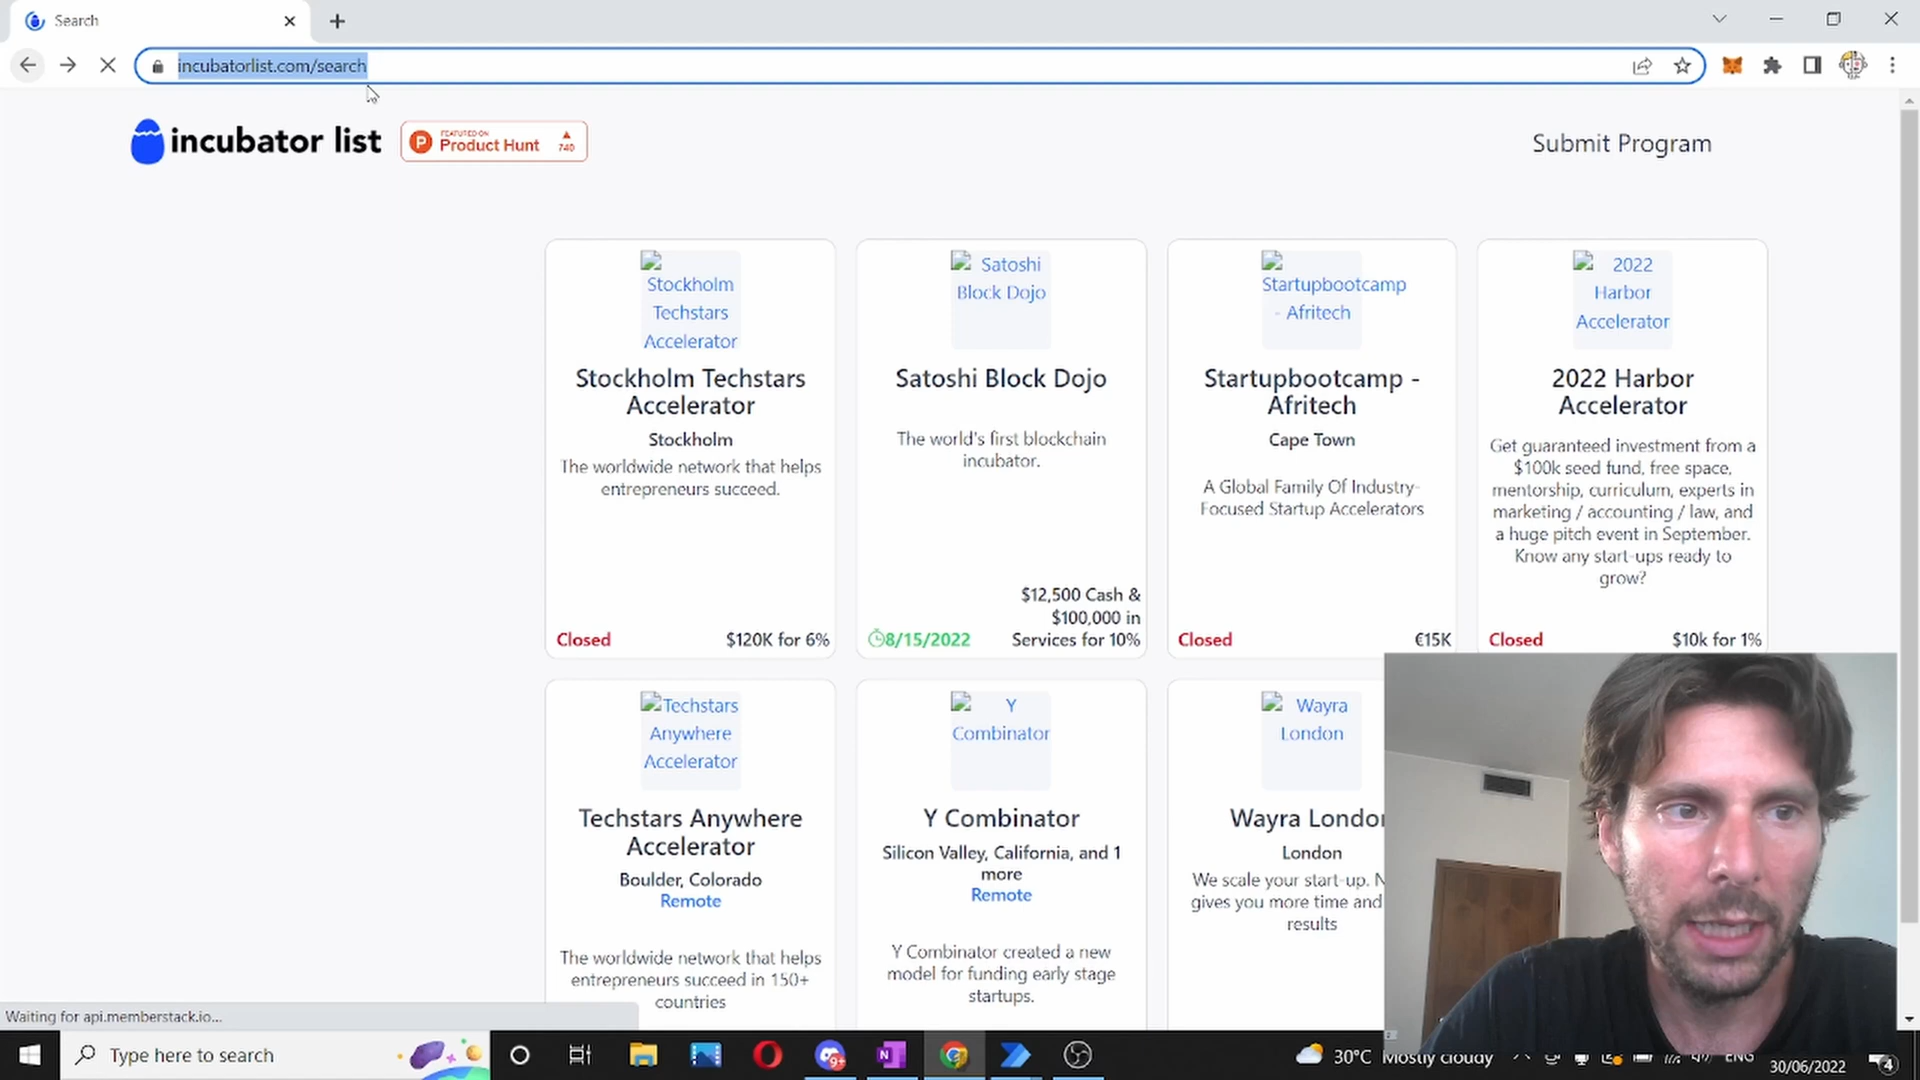 Search
incubatorlist.com/search
incubator list
FEATURED ON
Product Hunt
740
Submit Program
Stockholm
Techstars
Accelerator
Stockholm Techstars
Accelerator
Stockholm
The worldwide network that helps
entrepreneurs succeed.
Closed
$120K for 6%
Satoshi
Block Dojo
Satoshi Block Dojo
The world's first blockchain
incubator.
$12,500 Cash &
$100,000 in
8/15/2022
Services for 10%
Startupbootcamp
- Afritech
Startupbootcamp -
Afritech
Cape Town
A Global Family Of Industry-
Focused Startup Accelerators
Closed
€15K
2022
Harbor
Accelerator
2022 Harbor
Accelerator
Get guaranteed investment from a
$100k seed fund, free space,
mentorship, curriculum, experts in
marketing / accounting / law, and
a huge pitch event in September.
Know any start-ups ready to
grow?
Closed
$10k for 1%
Techstars
Anywhere
Accelerator
Techstars Anywhere
Accelerator
Boulder, Colorado
Remote
The worldwide network that helps
entrepreneurs succeed in 150+
countries
Y
Combinator
Y Combinator
Silicon Valley, California, and 1
more
Remote
Y Combinator created a new
model for funding early stage
startups.
Wayra
London
Wayra London
London
We scale your start-up. N
gives you more time and
results
Waiting for api.memberstack.io...
Type here to search
9+
30°C Mostly cloudy
ENG
30/06/2022
4